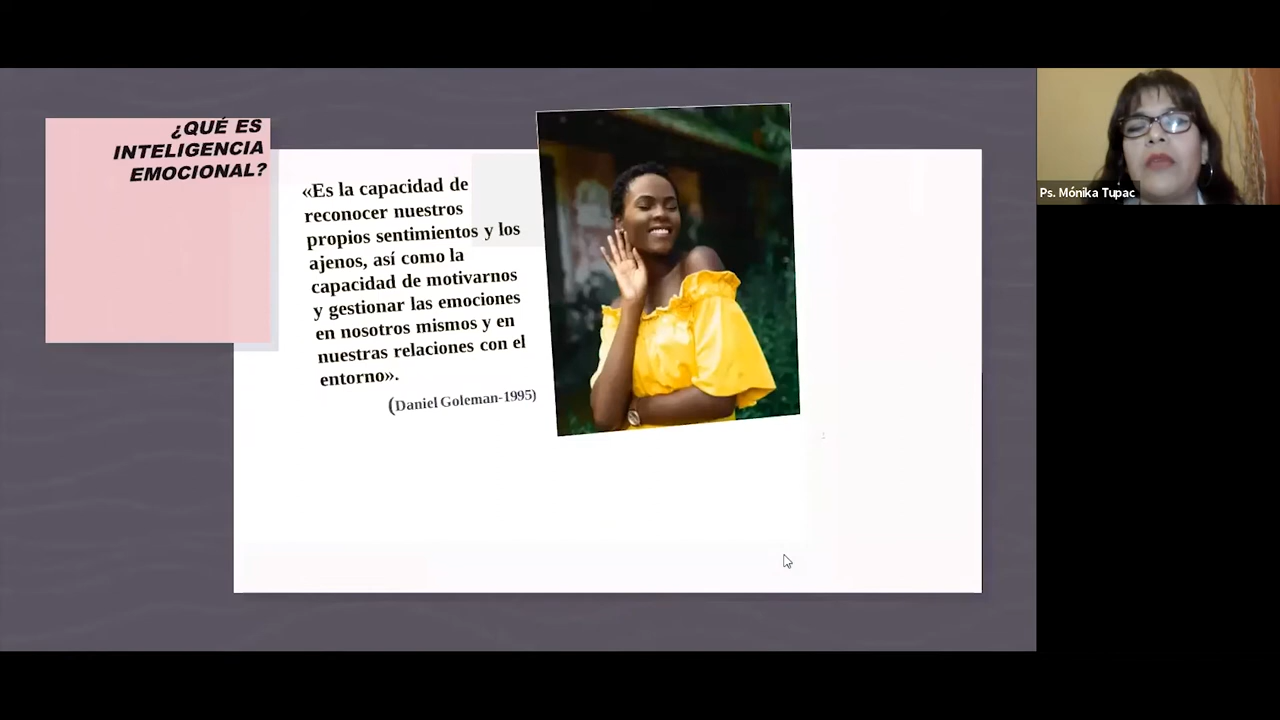 ¿QUÉ ES
INTELIGENCIA
EMOCIONAL?
«Es la capacidad de
reconocer nuestros
propios sentimientos y los
ajenos, así como la
capacidad de motivarnos
y gestionar las emociones
en nosotros mismos y en
nuestras relaciones con el
entorno».
(Daniel Goleman-1995)
Ps. Mónika Tupac